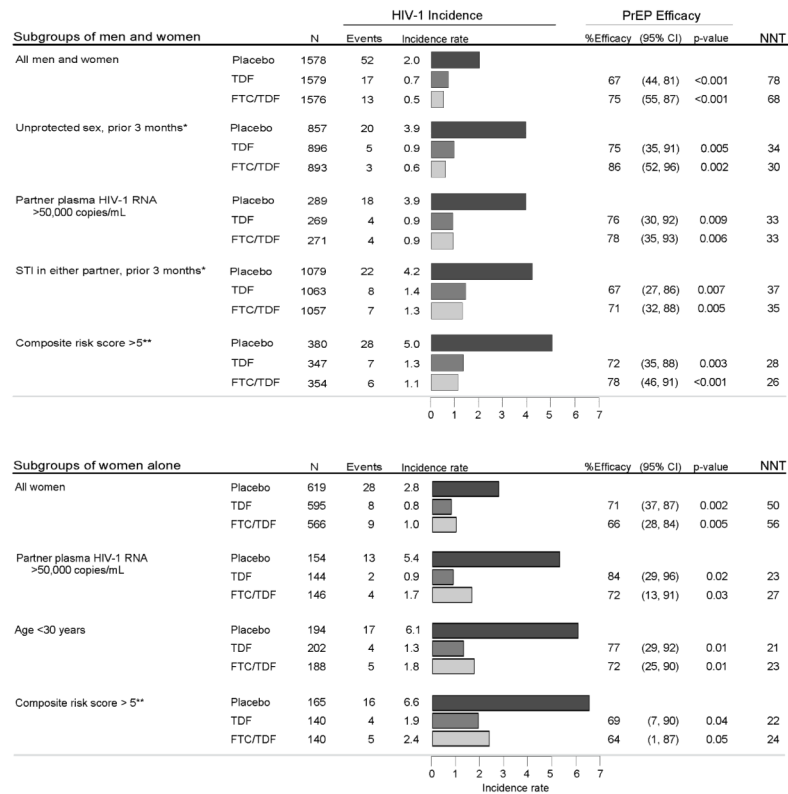 HIV-1 Incidence PrEP Efficacy
Subgroups of men and women N Events Incidence rate %Efficacy (95% CI) p-value NNT
All men and women Placebo 1578 52 2.0
TDF 1579 17 0.7 67 (44, 81) <0.001 78
FTC/TDF 1576 13 0.5 75 (55, 87) <0.001 68
Unprotected sex, prior 3 months* Placebo 857 20 3.9
TDF 896 5 0.9 75 (35, 91) 0.005 34
FTC/TDF 893 3 0.6 86 (52, 96) 0.002 30
Partner plasma HIV-1 RNA Placebo 289 18 3.9
>50,000 copies/mL TDF 269 4 0.9 76 (30, 92) 0.009 33
FTC/TDF 271 4 0.9 78 (35, 93) 0.006 33
STI in either partner, prior 3 months* Placebo 1079 22 4.2
TDF 1063 8 1.4 67 (27, 86) 0.007 37
FTC/TDF 1057 7 1.3 71 (32, 88) 0.005 35
Composite risk score >5** Placebo 380 28 5.0
TDF 347 7 1.3 72 (35, 88) 0.003 28
FTC/TDF 354 6 1.1 78 (46, 91) <0.001 26
0 1 2 3 4 5 6 7
Subgroups of women alone N Events Incidence rate %Efficacy (95% CI) p-value NNT
All women Placebo 619 28 2.8
TDF 595 8 0.8 71 (37, 87) 0.002 50
FTC/TDF 566 9 1.0 66 (28, 84) 0.005 56
Partner plasma HIV-1 RNA Placebo 154 13 5.4
>50,000 copies/mL TDF 144 2 0.9 84 (29, 96) 0.02 23
FTC/TDF 146 4 1.7 72 (13, 91) 0.03 27
Age <30 years Placebo 194 17 6.1
TDF 202 4 1.3 77 (29, 92) 0.01 21
FTC/TDF 188 5 1.8 72 (25, 90) 0.01 23
Composite risk score > 5** Placebo 165 16 6.6
TDF 140 4 1.9 69 (7, 90) 0.04 22
FTC/TDF 140 5 2.4 64 (1, 87) 0.05 24
0 1 2 3 4 5 6 7
Incidence rate